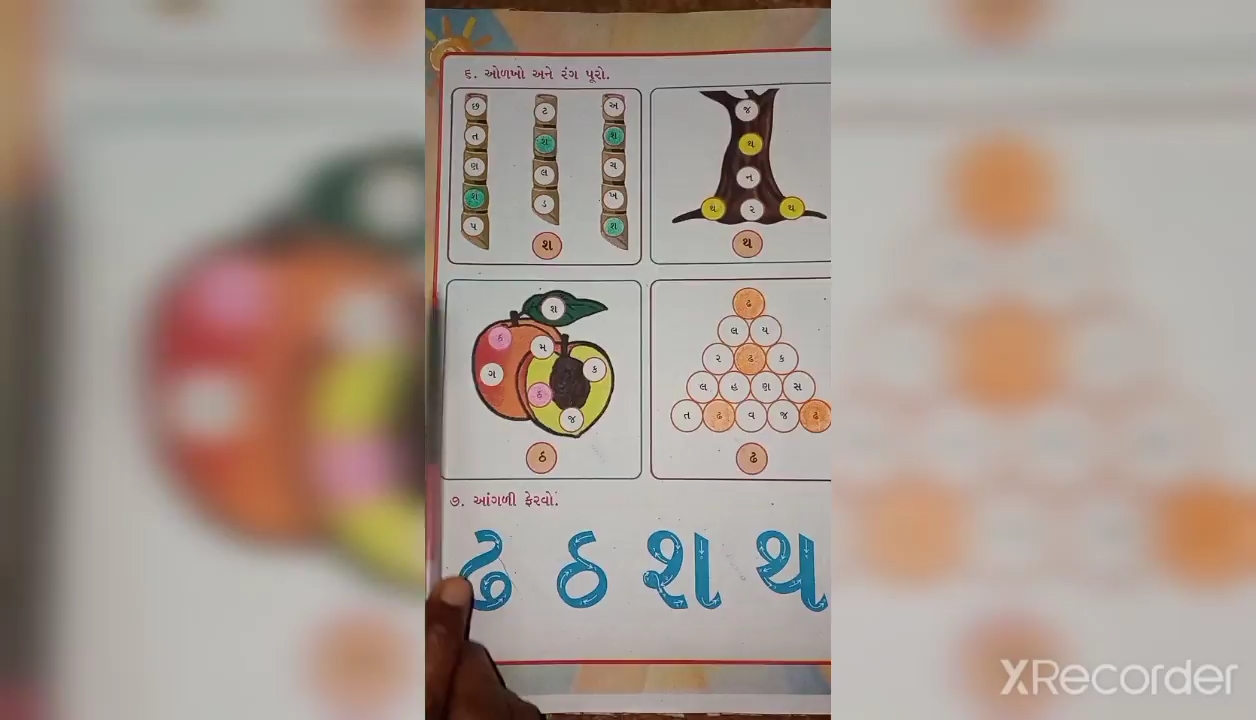 ૬. ઓળખો અને રંગ પૂરો.
છ ટ અ
ત શ શ
ણ લ ચ
શ ડ ખ
પ શ
શ
જ
થ
ન
થ ર થ
થ
શ
ઠ મ
ગ ક
ઠ
જ
ઠ
ઢ
લ ય
ર ઢ ક
લ હ ણ સ
ત ઢ વ જ ઢ
ઢ
૭. આંગળી ફેરવો.
ઢ ઠ શ થ
XRecorder